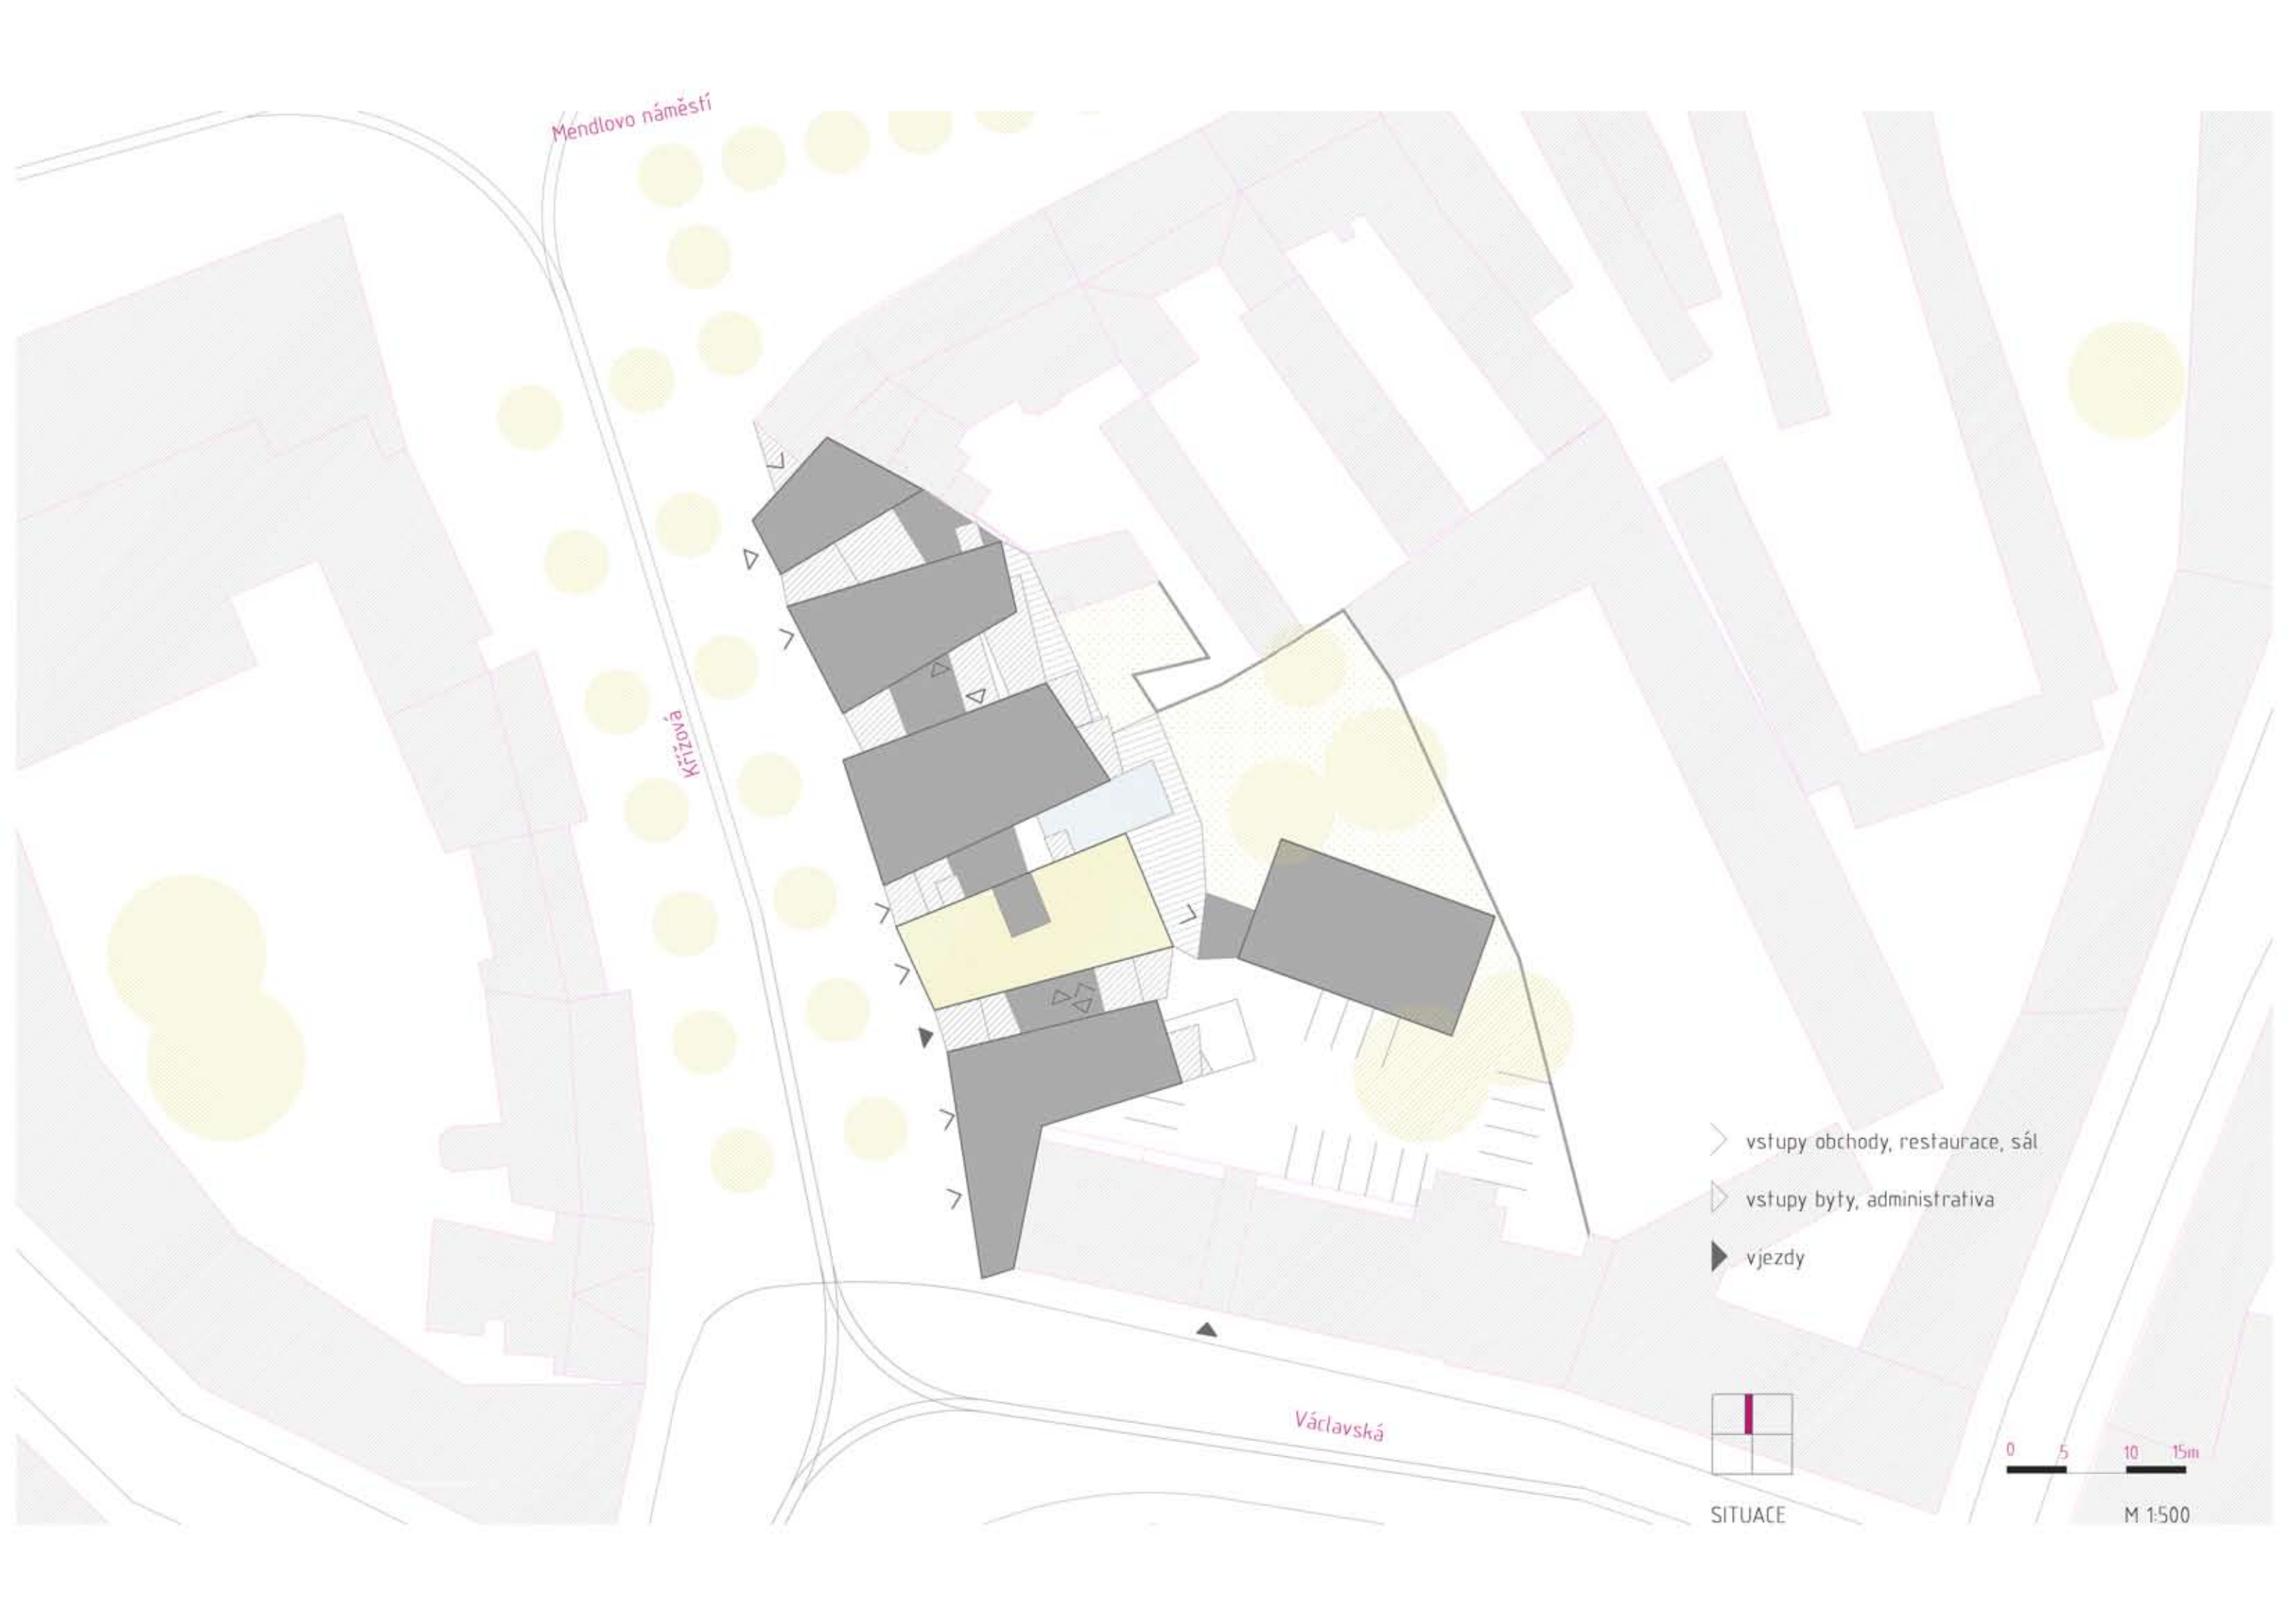 Mendlovo náměstí
Křížová
vstupy obchody, restaurace, sál
vstupy byty, administrativa
vjezdy
Václavská
0 5 10 15m
SITUACE
M 1:500